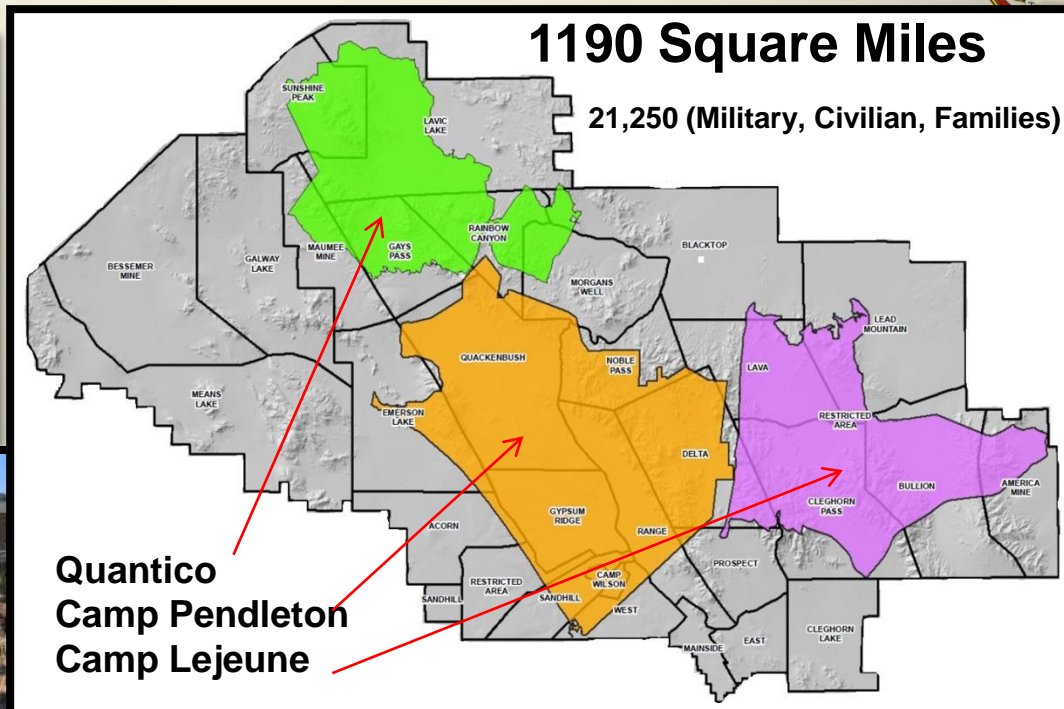 1190 Square Miles
21,250 (Military, Civilian, Families)
SUNSHINE
PEAK
LAVIC
LAKE
BESSEMER
MINE
GALWAY
LAKE
MAUMEE
MINE
GAYS
PASS
RAINBOW
CANYON
BLACKTOP
MORGANS
WELL
LEAD
MOUNTAIN
QUACKENBUSH
NOBLE
PASS
LAVA
MEANS
LAKE
EMERSON
LAKE
RESTRICTED
AREA
DELTA
BULLION
AMERICA
MINE
CLEGHORN
PASS
ACORN
GYPSUM
RIDGE
RANGE
PROSPECT
CAMP
WILSON
RESTRICTED
AREA
SANDHILL
SANDHILL
WEST
MAINSIDE
EAST
CLEGHORN
LAKE
Quantico
Camp Pendleton
Camp Lejeune